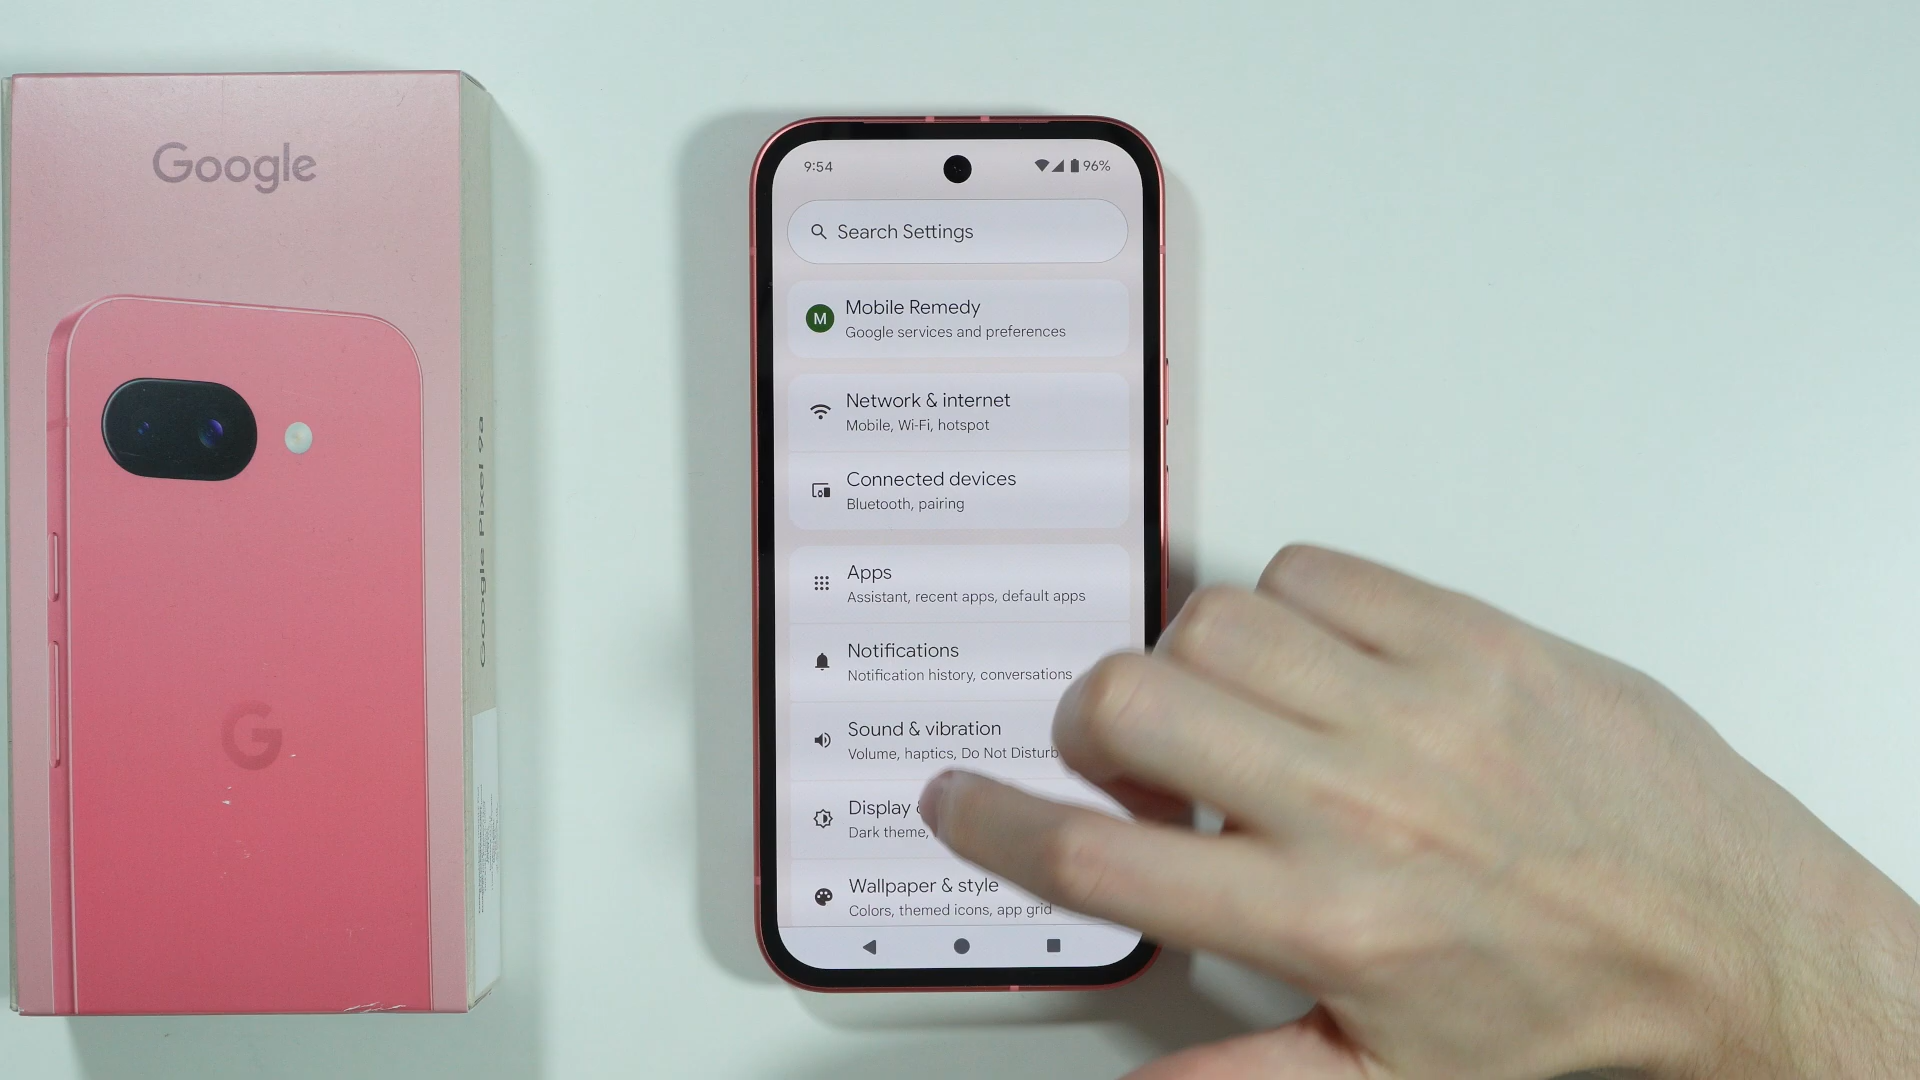 Google
Google Pixel 9a
9:54
96%
Search Settings
M
Mobile Remedy
Google services and preferences
Network & internet
Mobile, Wi-Fi, hotspot
Connected devices
Bluetooth, pairing
Apps
Assistant, recent apps, default apps
Notifications
Notification history, conversations
Sound & vibration
Volume, haptics, Do Not Disturb
Display
Dark theme,
Wallpaper & style
Colors, themed icons, app grid
G